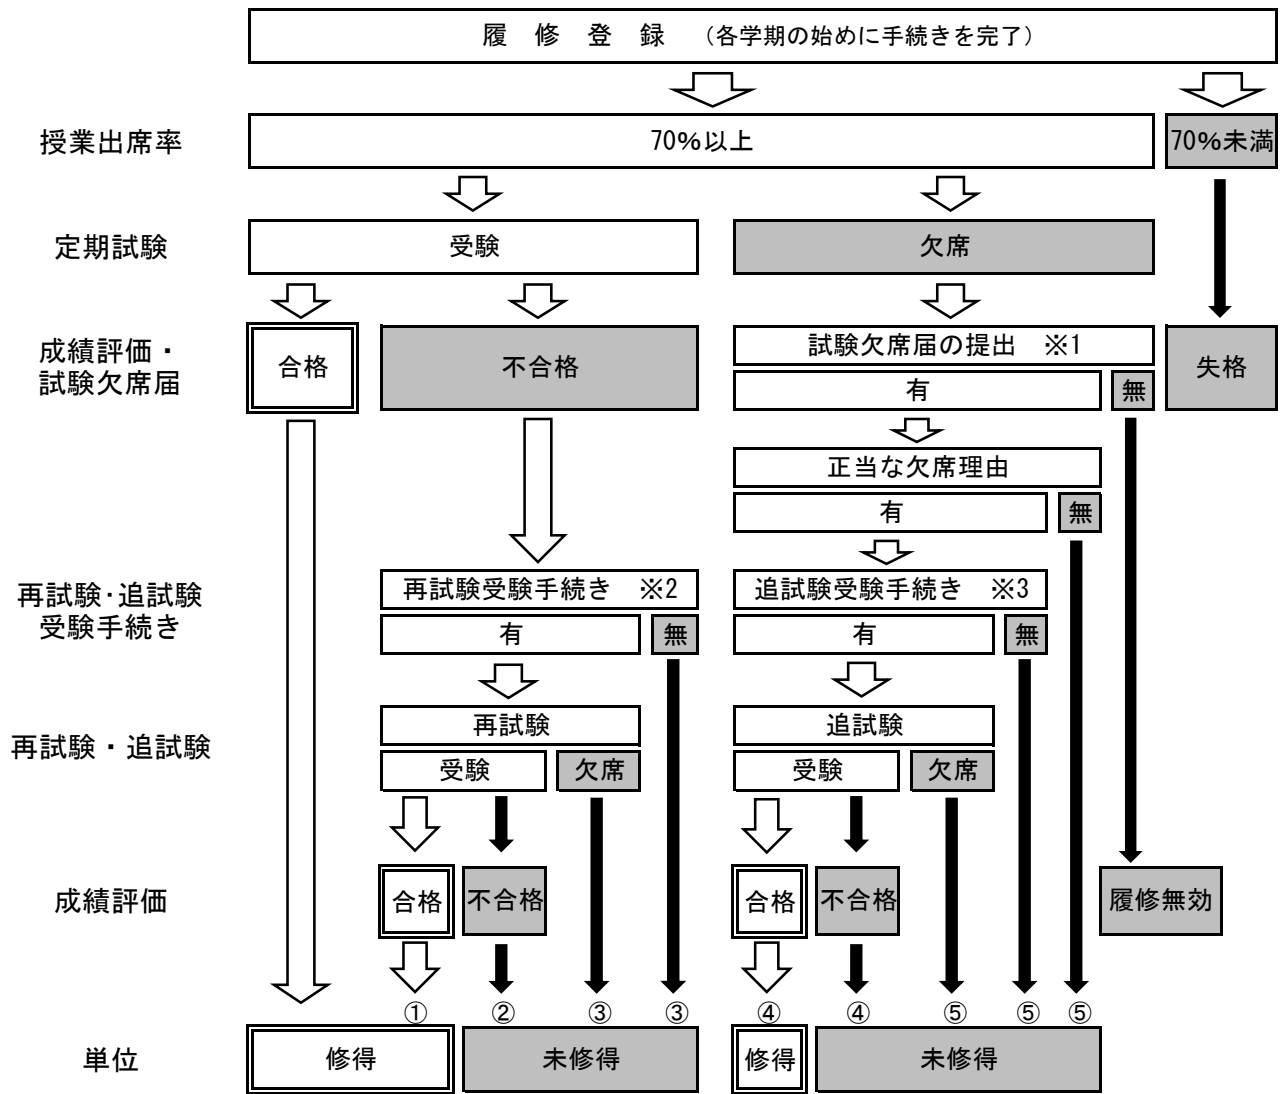 履 修 登 録 (各学期の始めに手続きを完了)
授業出席率
70%以上
70%未満
定期試験
受験
欠席
成績評価・
試験欠席届
合格
不合格
試験欠席届の提出 ※1
有
無
失格
正当な欠席理由
有
無
再試験・追試験
受験手続き
再試験受験手続き ※2
有
無
追試験受験手続き ※3
有
無
再試験・追試験
再試験
受験
欠席
追試験
受験
欠席
成績評価
合格
不合格
合格
不合格
履修無効
① ② ③ ③ ④ ④ ⑤ ⑤ ⑤
単位
修得
未修得
修得
未修得